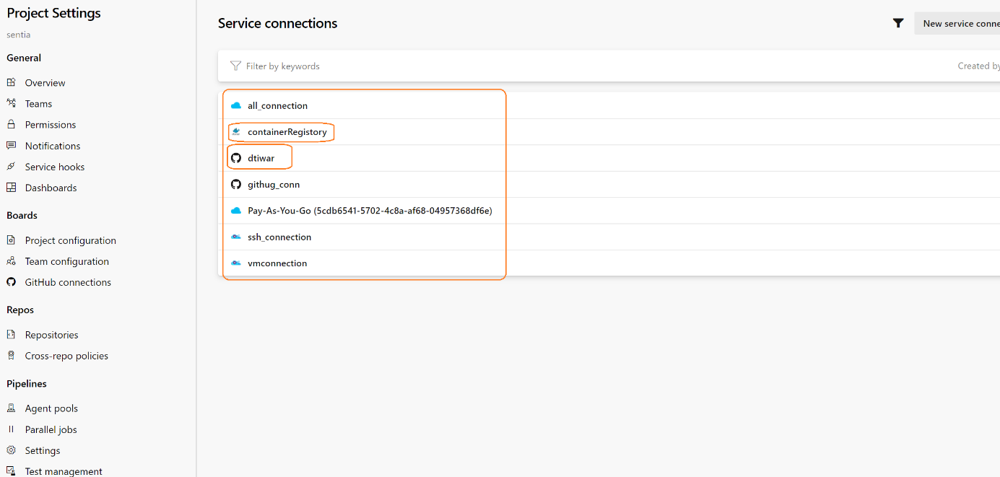 Project Settings
sentia
General
Overview
Teams
Permissions
Notifications
Service hooks
Dashboards
Boards
Project configuration
Team configuration
GitHub connections
Repos
Repositories
Cross-repo policies
Pipelines
Agent pools
Parallel jobs
Settings
Test management
Service connections
New service conne
Filter by keywords
Created by
all_connection
containerRegistory
dtiwar
githug_conn
Pay-As-You-Go (5cdb6541-5702-4c8a-af68-04957368df6e)
ssh_connection
vmconnection